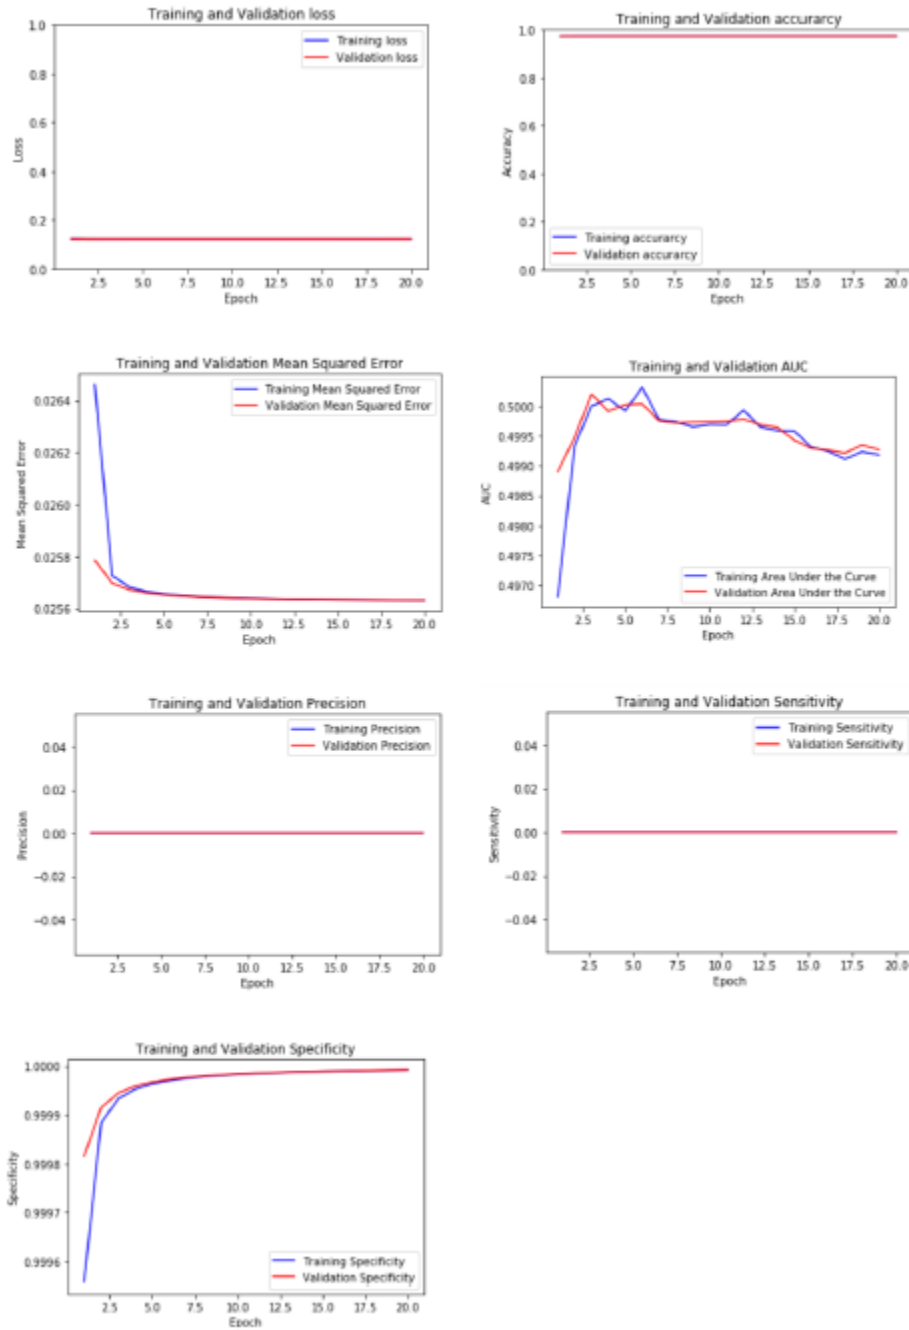 Training and Validation loss
1.0
0.8
0.6
0.4
0.2
0.0
Loss
Training loss
Validation loss
2.5 5.0 7.5 10.0 12.5 15.0 17.5 20.0
Epoch
Training and Validation accurarcy
1.0
0.8
0.6
0.4
0.2
0.0
Accuracy
Training accurarcy
Validation accurarcy
2.5 5.0 7.5 10.0 12.5 15.0 17.5 20.0
Epoch
Training and Validation Mean Squared Error
0.0264
0.0262
0.0260
0.0258
0.0256
Mean Squared Error
Training Mean Squared Error
Validation Mean Squared Error
2.5 5.0 7.5 10.0 12.5 15.0 17.5 20.0
Epoch
Training and Validation AUC
0.5000
0.4995
0.4990
0.4985
0.4980
0.4975
0.4970
AUC
Training Area Under the Curve
Validation Area Under the Curve
2.5 5.0 7.5 10.0 12.5 15.0 17.5 20.0
Epoch
Training and Validation Precision
0.04
0.02
0.00
−0.02
−0.04
Precision
Training Precision
Validation Precision
2.5 5.0 7.5 10.0 12.5 15.0 17.5 20.0
Epoch
Training and Validation Sensitivity
0.04
0.02
0.00
−0.02
−0.04
Sensitivity
Training Sensitivity
Validation Sensitivity
2.5 5.0 7.5 10.0 12.5 15.0 17.5 20.0
Epoch
Training and Validation Specificity
1.0000
0.9999
0.9998
0.9997
0.9996
Specificity
Training Specificity
Validation Specificity
2.5 5.0 7.5 10.0 12.5 15.0 17.5 20.0
Epoch